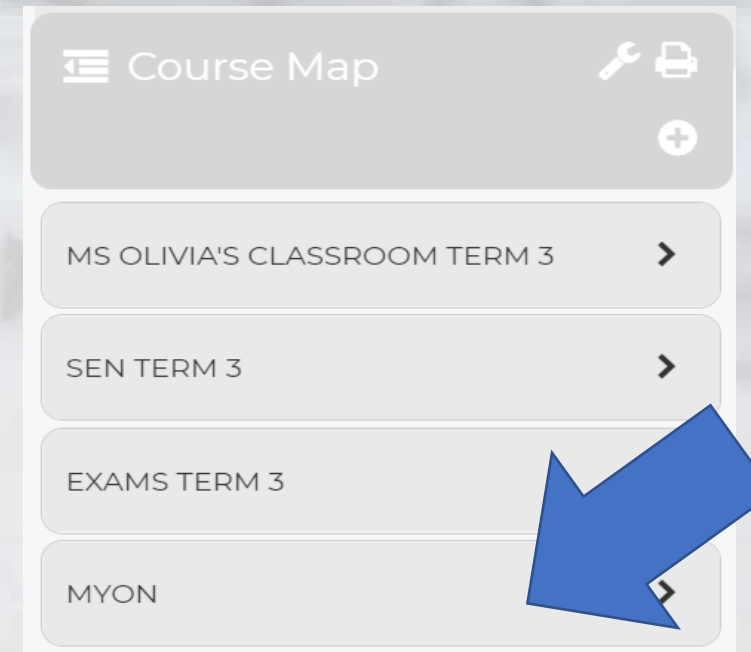 Course Map
MS OLIVIA'S CLASSROOM TERM 3
SEN TERM 3
EXAMS TERM 3
MYON